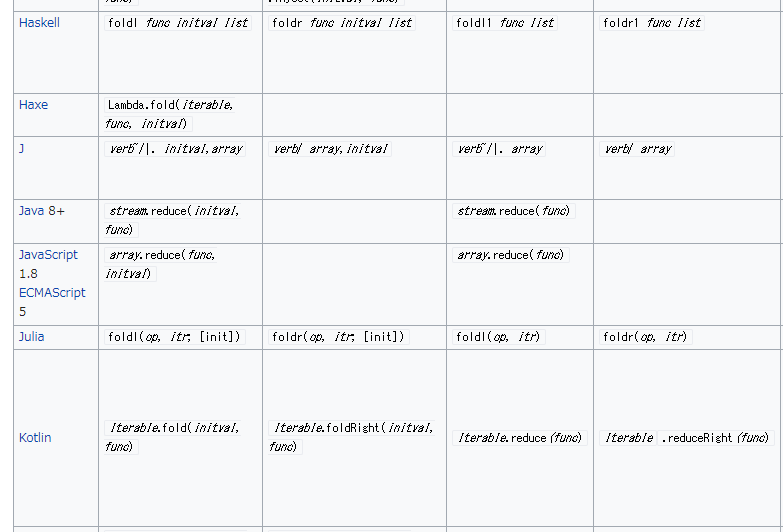 func)
.inject(initval, func)
Haskell foldl func initval list foldr func initval list foldl1 func list foldr1 func list
Haxe Lambda.fold(iterable,
func, initval)
J verb~/|. initval,array verb/ array,initval verb~/|. array verb/ array
Java 8+ stream.reduce(initval, stream.reduce(func)
func)
JavaScript array.reduce(func, array.reduce(func)
1.8 initval)
ECMAScript
5
Julia foldl(op, itr; [init]) foldr(op, itr; [init]) foldl(op, itr) foldr(op, itr)
Iterable.fold(initval, Iterable.foldRight(initval,
Kotlin Iterable.reduce(func) Iterable .reduceRight(func)
func) func)